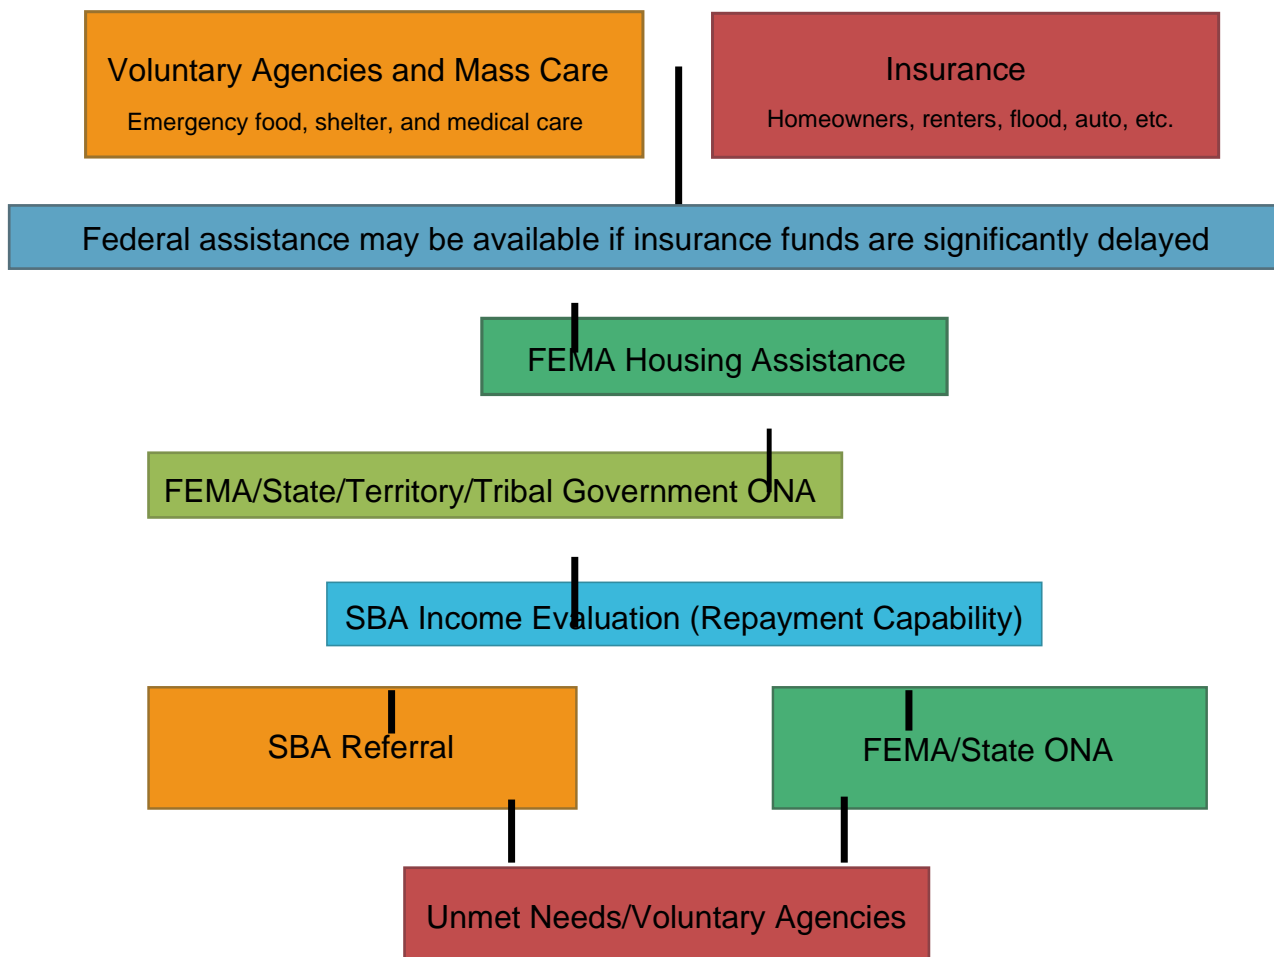 Voluntary Agencies and Mass Care
Emergency food, shelter, and medical care
Insurance
Homeowners, renters, flood, auto, etc.
Federal assistance may be available if insurance funds are significantly delayed
FEMA Housing Assistance
FEMA/State/Territory/Tribal Government ONA
SBA Income Evaluation (Repayment Capability)
SBA Referral
FEMA/State ONA
Unmet Needs/Voluntary Agencies